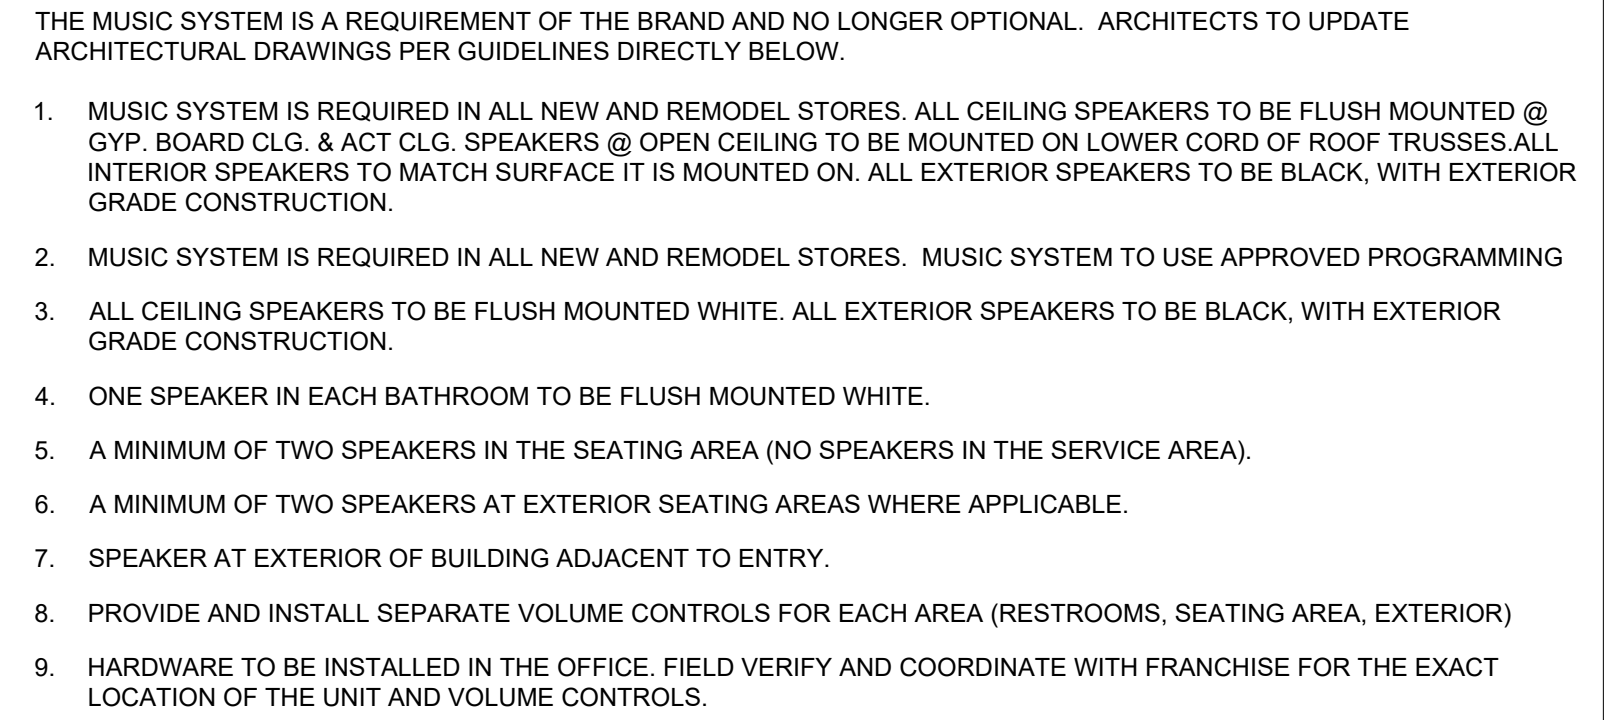 THE MUSIC SYSTEM IS A REQUIREMENT OF THE BRAND AND NO LONGER OPTIONAL.  ARCHITECTS TO UPDATE
ARCHITECTURAL DRAWINGS PER GUIDELINES DIRECTLY BELOW.
1. MUSIC SYSTEM IS REQUIRED IN ALL NEW AND REMODEL STORES. ALL CEILING SPEAKERS TO BE FLUSH MOUNTED @
GYP. BOARD CLG. & ACT CLG. SPEAKERS @ OPEN CEILING TO BE MOUNTED ON LOWER CORD OF ROOF TRUSSES.ALL
INTERIOR SPEAKERS TO MATCH SURFACE IT IS MOUNTED ON. ALL EXTERIOR SPEAKERS TO BE BLACK, WITH EXTERIOR
GRADE CONSTRUCTION.
2. MUSIC SYSTEM IS REQUIRED IN ALL NEW AND REMODEL STORES.  MUSIC SYSTEM TO USE APPROVED PROGRAMMING
3. ALL CEILING SPEAKERS TO BE FLUSH MOUNTED WHITE. ALL EXTERIOR SPEAKERS TO BE BLACK, WITH EXTERIOR
GRADE CONSTRUCTION.
4. ONE SPEAKER IN EACH BATHROOM TO BE FLUSH MOUNTED WHITE.
5. A MINIMUM OF TWO SPEAKERS IN THE SEATING AREA (NO SPEAKERS IN THE SERVICE AREA).
6. A MINIMUM OF TWO SPEAKERS AT EXTERIOR SEATING AREAS WHERE APPLICABLE.
7. SPEAKER AT EXTERIOR OF BUILDING ADJACENT TO ENTRY.
8. PROVIDE AND INSTALL SEPARATE VOLUME CONTROLS FOR EACH AREA (RESTROOMS, SEATING AREA, EXTERIOR)
9. HARDWARE TO BE INSTALLED IN THE OFFICE. FIELD VERIFY AND COORDINATE WITH FRANCHISE FOR THE EXACT
LOCATION OF THE UNIT AND VOLUME CONTROLS.